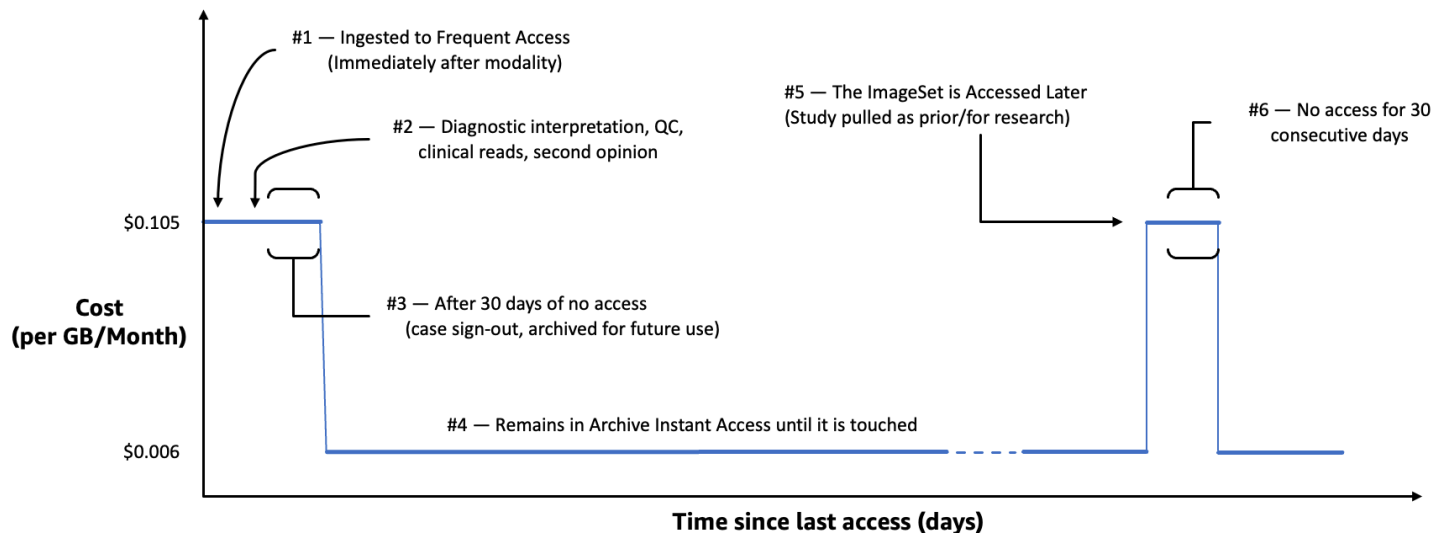 #1 — Ingested to Frequent Access
(Immediately after modality)
#2 — Diagnostic interpretation, QC,
clinical reads, second opinion
#5 — The ImageSet is Accessed Later
(Study pulled as prior/for research)
#6 — No access for 30
consecutive days
$0.105
Cost
(per GB/Month)
#3 — After 30 days of no access
(case sign-out, archived for future use)
#4 — Remains in Archive Instant Access until it is touched
$0.006
Time since last access (days)